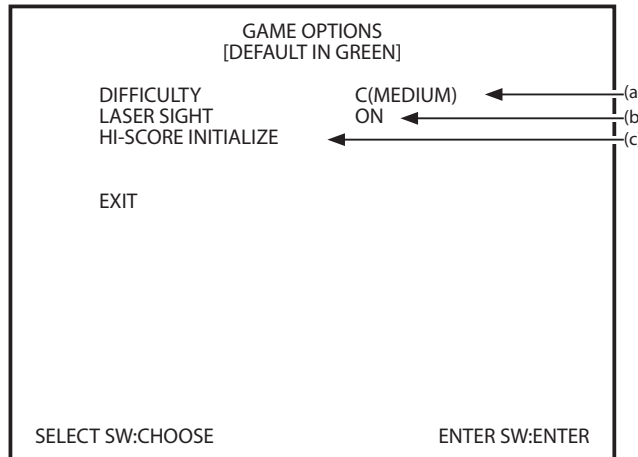 GAME OPTIONS
[DEFAULT IN GREEN]
DIFFICULTY C(MEDIUM) (a
LASER SIGHT ON (b
HI-SCORE INITIALIZE (c
EXIT
SELECT SW:CHOOSE ENTER SW:ENTER